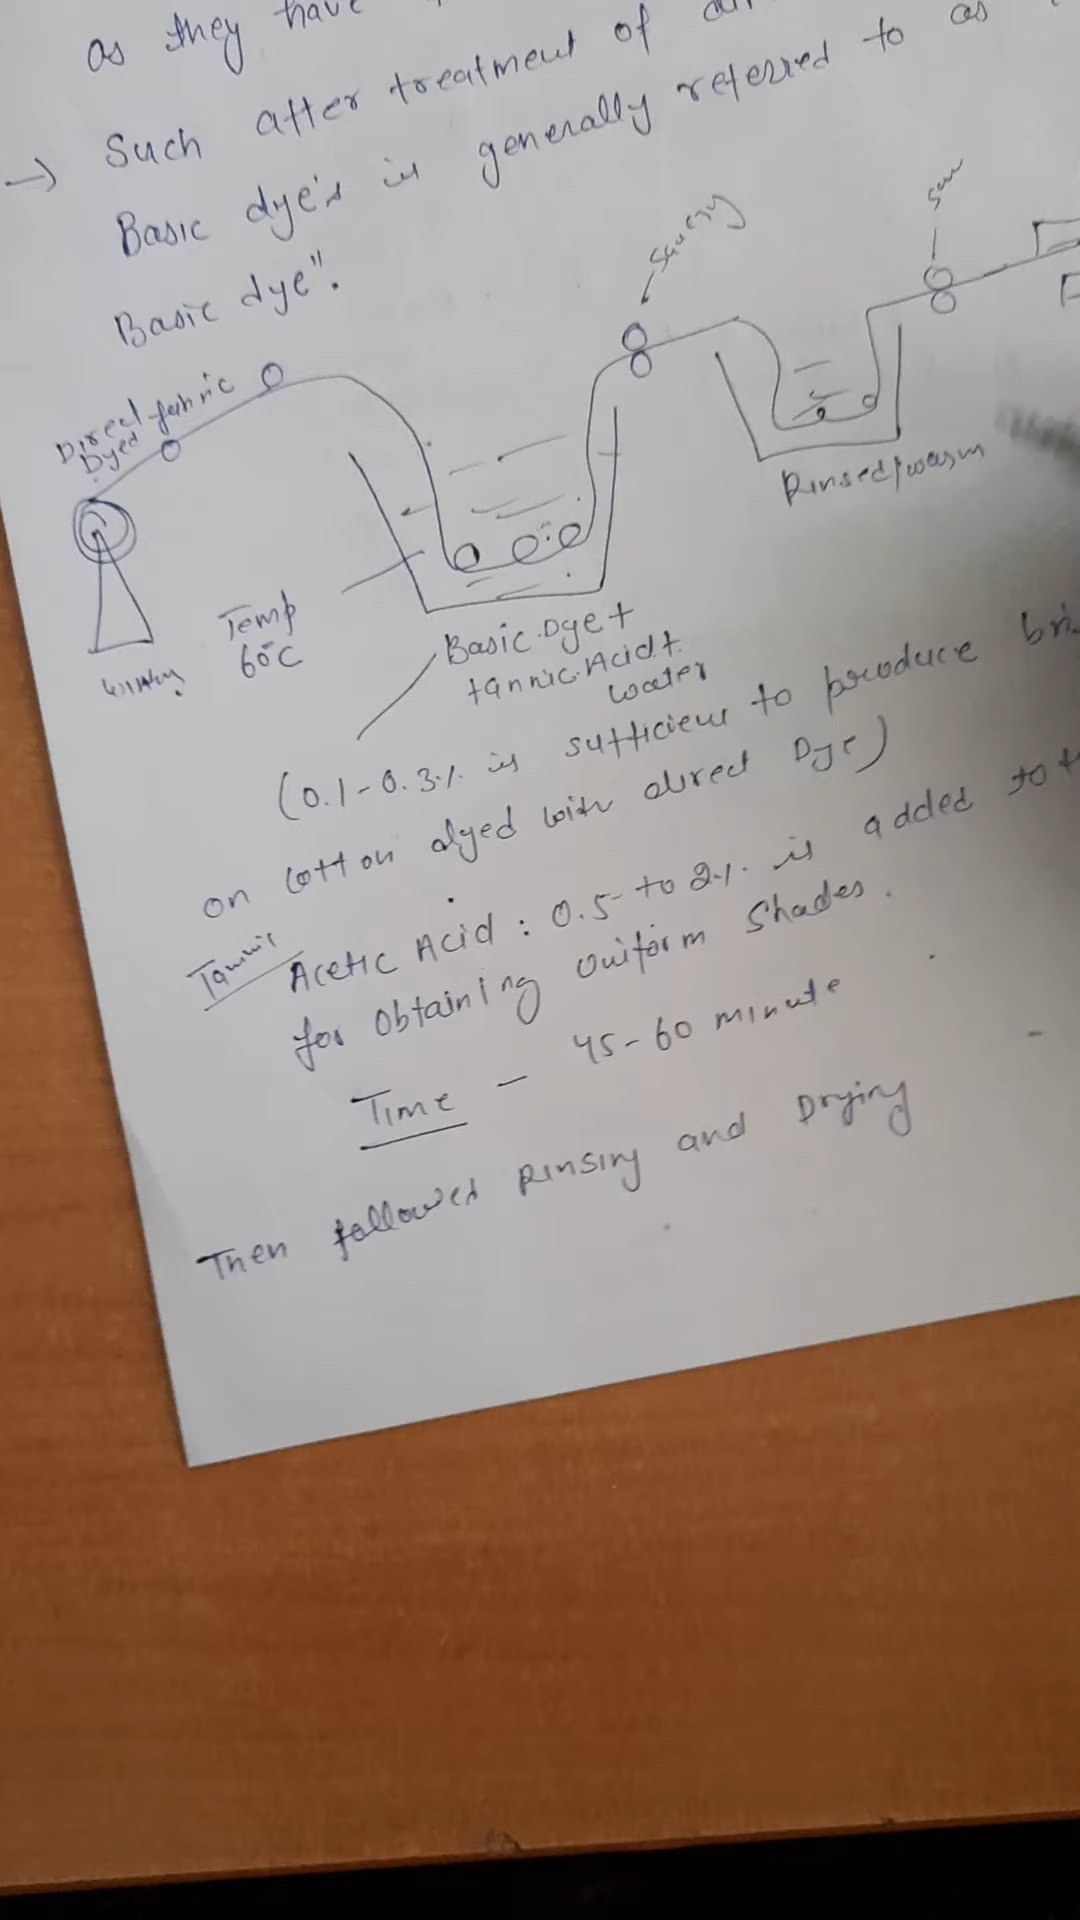 as they have
→ Such after treatment of
Basic dye's is generally referred to as
Basic dye".
Direct fabric
Dyed
Squezy
Temp
60°C
Basic Dye +
tannic Acid +
water
Rinsed/warm
(0.1-0.3% is sufficient to produce
on cotton dyed with direct Dye)
Tannic
Acetic Acid : 0.5 to 2% is added to
for obtaining Uniform Shades.
Time - 45-60 minute
Then followed Rinsing and Drying